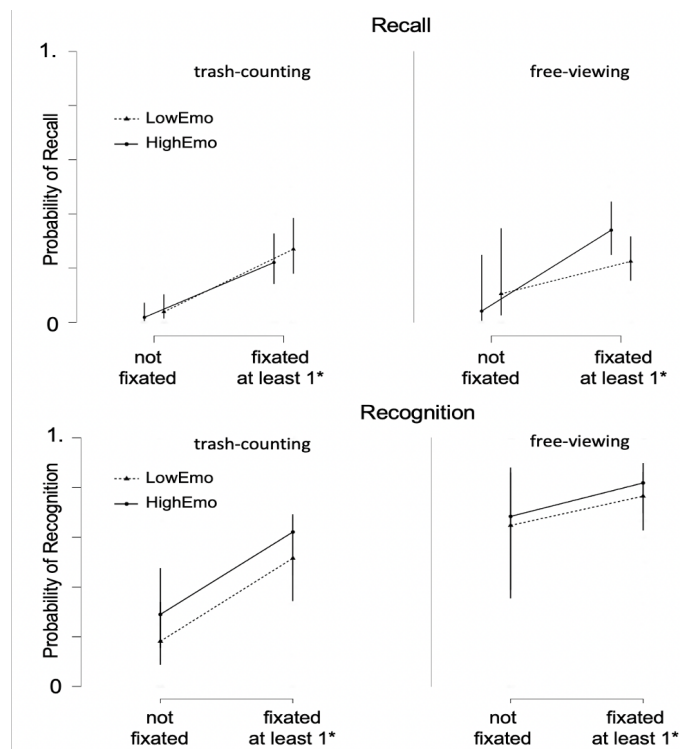 Recall
trash-counting
free-viewing
1.
LowEmo
HighEmo
Probability of Recall
0
not
fixated
fixated
at least 1*
not
fixated
fixated
at least 1*
Recognition
trash-counting
free-viewing
1.
LowEmo
HighEmo
Probability of Recognition
0
not
fixated
fixated
at least 1*
not
fixated
fixated
at least 1*